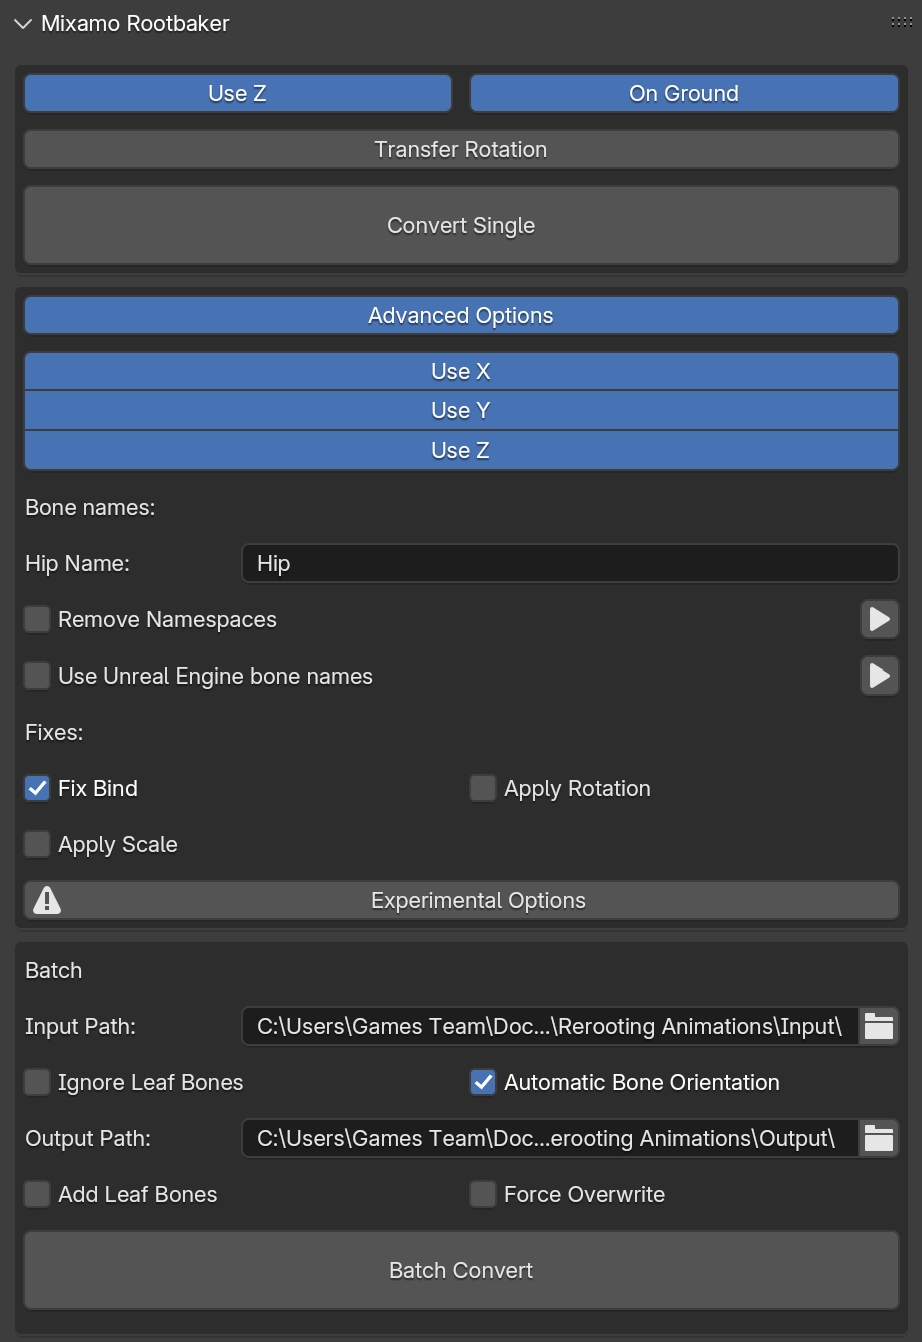 Mixamo Rootbaker
Use Z
On Ground
Transfer Rotation
Convert Single
Advanced Options
Use X
Use Y
Use Z
Bone names:
Hip Name:
Hip
Remove Namespaces
Use Unreal Engine bone names
Fixes:
Fix Bind
Apply Rotation
Apply Scale
Experimental Options
Batch
Input Path:
C:\Users\Games Team\Doc...\Rerooting Animations\Input\
Ignore Leaf Bones
Automatic Bone Orientation
Output Path:
C:\Users\Games Team\Doc...erooting Animations\Output\
Add Leaf Bones
Force Overwrite
Batch Convert